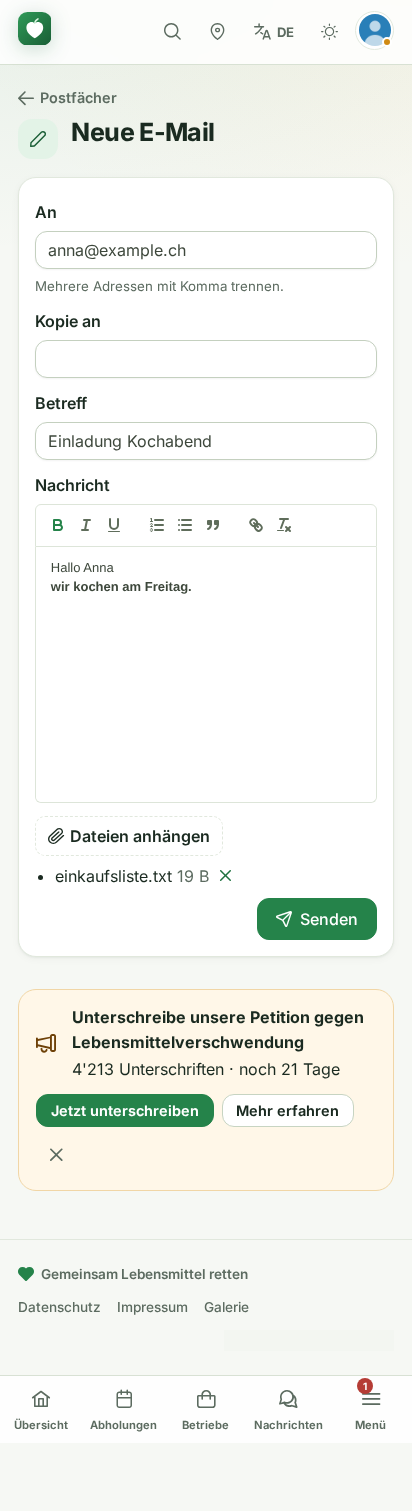 DE
Postfächer
Neue E-Mail
An
anna@example.ch
Mehrere Adressen mit Komma trennen.
Kopie an
Betreff
Einladung Kochabend
Nachricht
Hallo Anna
wir kochen am Freitag.
Dateien anhängen
einkaufsliste.txt 19 B
Senden
Unterschreibe unsere Petition gegen
Lebensmittelverschwendung
4'213 Unterschriften · noch 21 Tage
Jetzt unterschreiben Mehr erfahren
Gemeinsam Lebensmittel retten
Datenschutz Impressum Galerie
1
Übersicht Abholungen Betriebe Nachrichten Menü